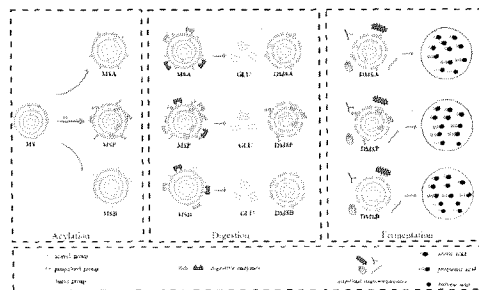 MSA
MSA
GLU
DMSA
DMSA
MS
MSP
MSP
GLU
DMSP
DMSP
MSB
MSB
GLU
DMSB
DMSB
Acylation
Digestion
Fermentation
acetyl group
propionyl group
digestive enzymes
acetic acid
propionic acid
butyric acid